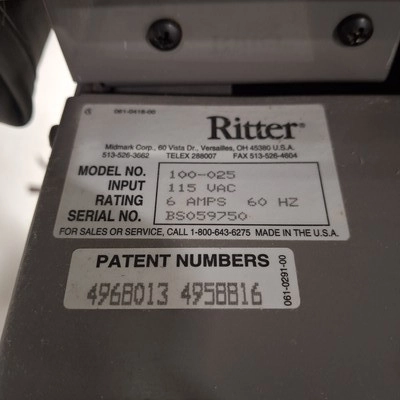 061-0418-00
Ritter®
Midmark Corp., 60 Vista Dr., Versailles, OH 45380 U.S.A.
513-526-3662 TELEX 288007 FAX 513-526-4604
MODEL NO. 100-025
INPUT 115 VAC
RATING 6 AMPS 60 HZ
SERIAL NO. BS059750
FOR SALES OR SERVICE, CALL 1-800-643-6275 MADE IN THE U.S.A.
PATENT NUMBERS
4968013 4958816
061-0291-00